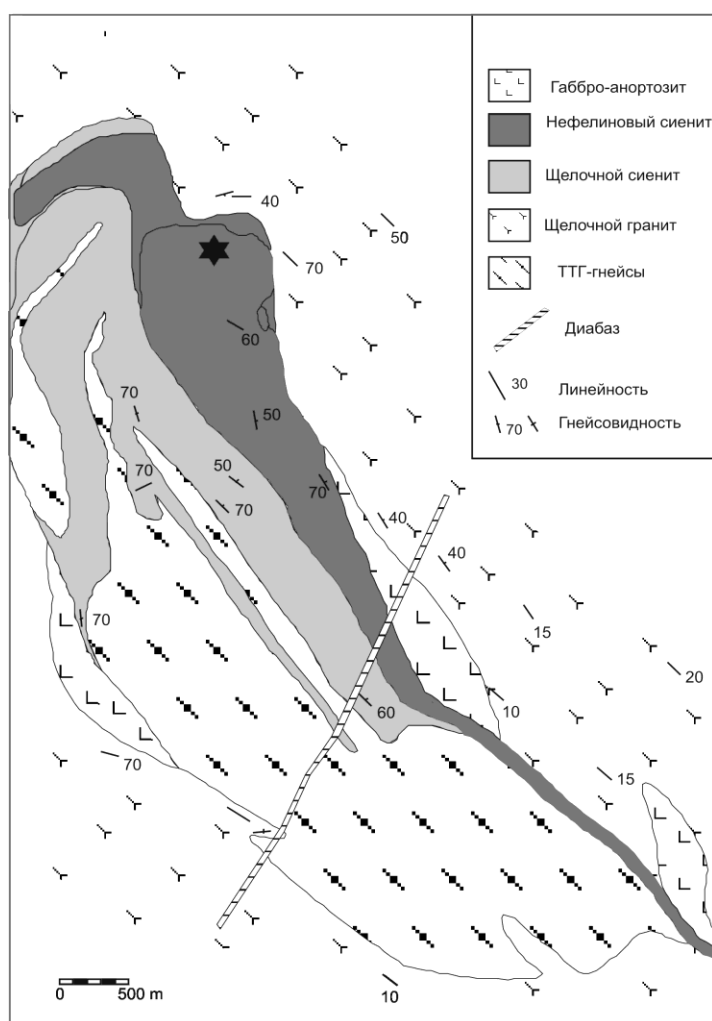 Габбро-анортозит
Нефелиновый сиенит
Щелочной сиенит
Щелочной гранит
ТТГ-гнейсы
Диабаз
30
Линейность
70
Гнейсовидность
40
50
70
60
70
50
70
50
70
70
40
40
15
70
20
60
10
70
15
10
0
500 m